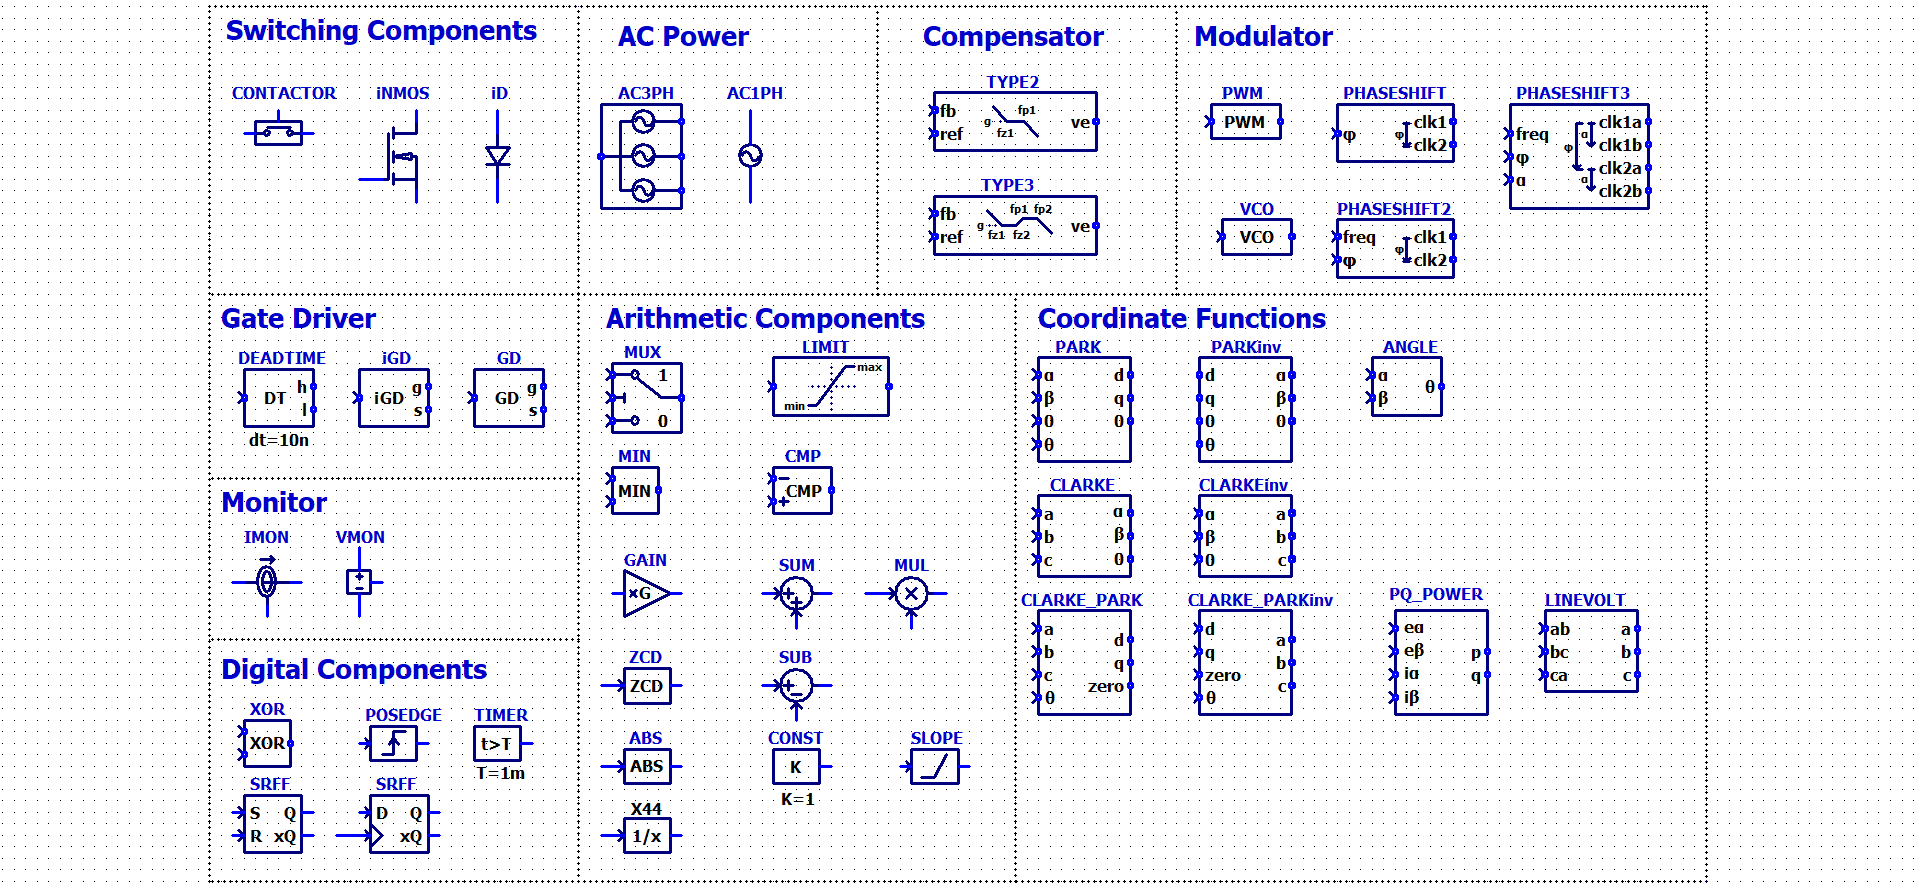 Switching Components
CONTACTOR
iNMOS
iD
AC Power
AC3PH
AC1PH
Compensator
TYPE2
fb
ref
g
fz1
fp1
ve
TYPE3
fb
ref
g
fz1
fz2
fp1 fp2
ve
Modulator
PWM
PWM
PHASESHIFT
φ
φ
clk1
clk2
PHASESHIFT3
freq
φ
α
φ
α
α
clk1a
clk1b
clk2a
clk2b
VCO
VCO
PHASESHIFT2
freq
φ
φ
clk1
clk2
Gate Driver
DEADTIME
DT
h
l
dt=10n
iGD
iGD
g
s
GD
GD
g
s
Monitor
IMON
VMON
Digital Components
XOR
XOR
POSEDGE
TIMER
t>T
T=1m
SRFF
S
Q
R
xQ
SRFF
D
Q
xQ
Arithmetic Components
MUX
1
0
LIMIT
max
min
MIN
MIN
CMP
CMP
GAIN
×G
SUM
MUL
ZCD
ZCD
SUB
ABS
ABS
CONST
K
K=1
SLOPE
X44
1/x
Coordinate Functions
PARK
α
d
β
q
0
0
θ
PARKinv
d
α
q
β
0
0
θ
ANGLE
α
β
θ
CLARKE
a
α
b
β
c
0
CLARKEinv
α
a
β
b
0
c
CLARKE_PARK
a
d
b
q
c
zero
θ
CLARKE_PARKinv
d
a
q
b
zero
c
θ
PQ_POWER
eα
eβ
p
iα
q
iβ
LINEVOLT
ab
a
bc
b
ca
c